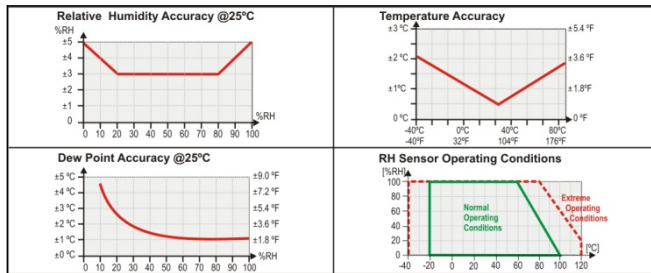 Relative Humidity Accuracy @25ºC
%RH
±5
±4
±3
±2
±1
0
0 10 20 30 40 50 60 70 80 90 100
%RH
Temperature Accuracy
±3 ºC
±2 ºC
±1ºC
0 ºC
±5.4 ºF
±3.6 ºF
±1.8ºF
0 ºF
-40ºC 0ºC 40ºC 80ºC
-40ºF 32ºF 104ºF 176ºF
Dew Point Accuracy @25ºC
±5 ºC
±4 ºC
±3 ºC
±2 ºC
±1 ºC
±0 ºC
±9.0 ºF
±7.2 ºF
±5.4 ºF
±3.6 ºF
±1.8 ºF
0 10 20 30 40 50 60 70 80 90 100
RH Sensor Operating Conditions
[%RH]
100
80
60
40
20
0
Normal
Operating
Conditions
Extreme
Operating
Conditions
[ºC]
-40 -20 0 20 40 60 80 100 120